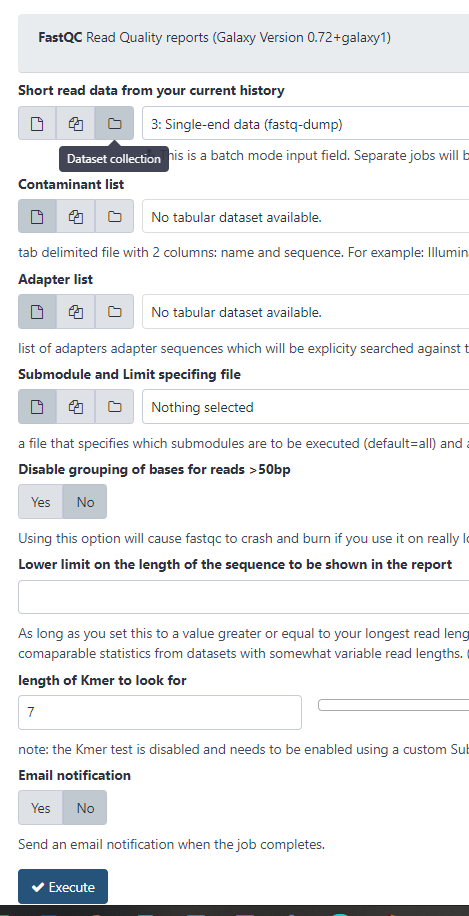 FastQC Read Quality reports (Galaxy Version 0.72+galaxy1)
Short read data from your current history
3: Single-end data (fastq-dump)
Dataset collection
This is a batch mode input field. Separate jobs will b
Contaminant list
No tabular dataset available.
tab delimited file with 2 columns: name and sequence. For example: Illumin
Adapter list
No tabular dataset available.
list of adapters adapter sequences which will be explicity searched against t
Submodule and Limit specifing file
Nothing selected
a file that specifies which submodules are to be executed (default=all) and a
Disable grouping of bases for reads >50bp
Yes No
Using this option will cause fastqc to crash and burn if you use it on really lo
Lower limit on the length of the sequence to be shown in the report
As long as you set this to a value greater or equal to your longest read leng
comaparable statistics from datasets with somewhat variable read lengths. (
length of Kmer to look for
7
note: the Kmer test is disabled and needs to be enabled using a custom Sub
Email notification
Yes No
Send an email notification when the job completes.
Execute